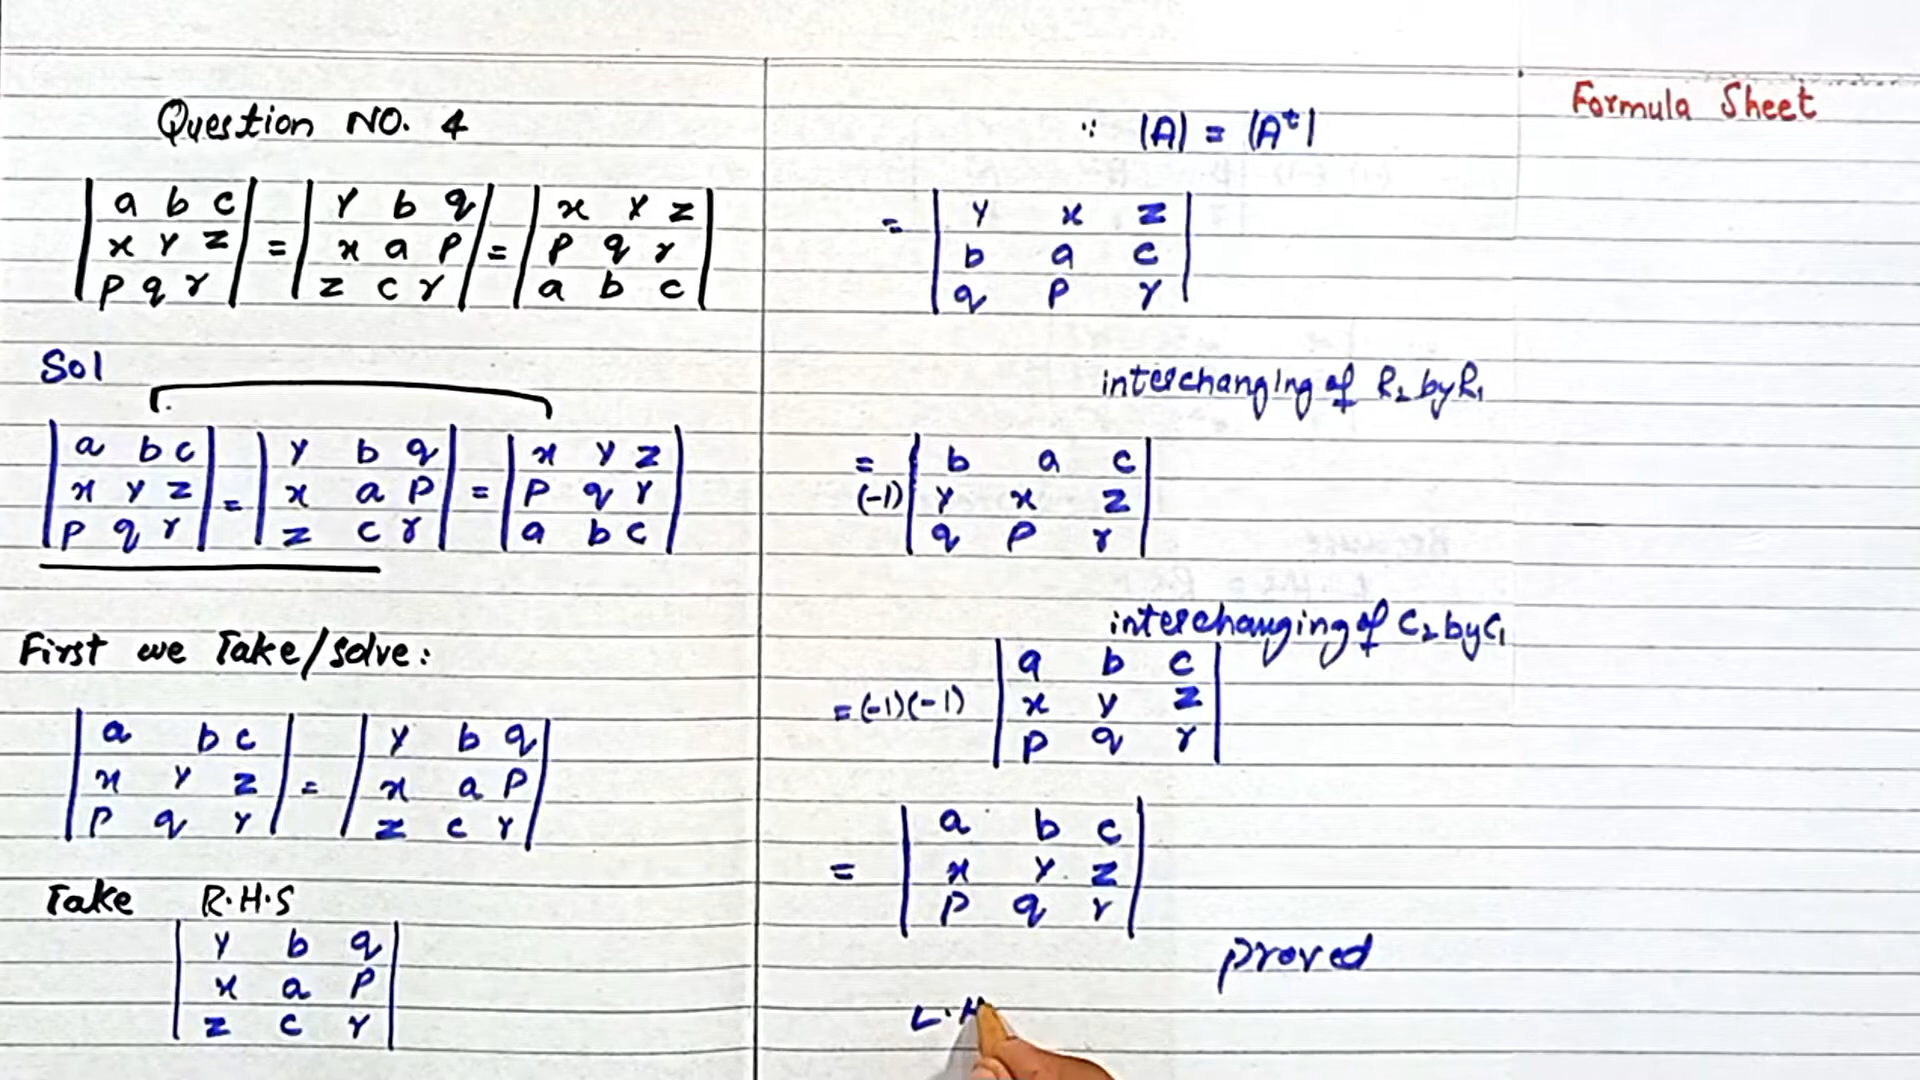 Question NO. 4
| a b c | | y b q | | x y z |
| x y z | = | x a p | = | p q r |
| p q r | | z c r | | a b c |
Sol
| a b c | | y b q | | x y z |
| x y z | = | x a p | = | p q r |
| p q r | | z c r | | a b c |
First we Take/solve:
| a b c | | y b q |
| x y z | = | x a p |
| p q r | | z c r |
Take R.H.S
| y b q |
| x a p |
| z c r |
∵ |A| = |Aᵗ|
= | y x z |
| b a c |
| q p r |
interchanging of R₂ by R₁
= | b a c |
(-1) | y x z |
| q p r |
interchanging of C₂ by C₁
| a b c |
= (-1)(-1) | x y z |
| p q r |
| a b c |
= | x y z |
| p q r |
proved
L.H
Formula Sheet